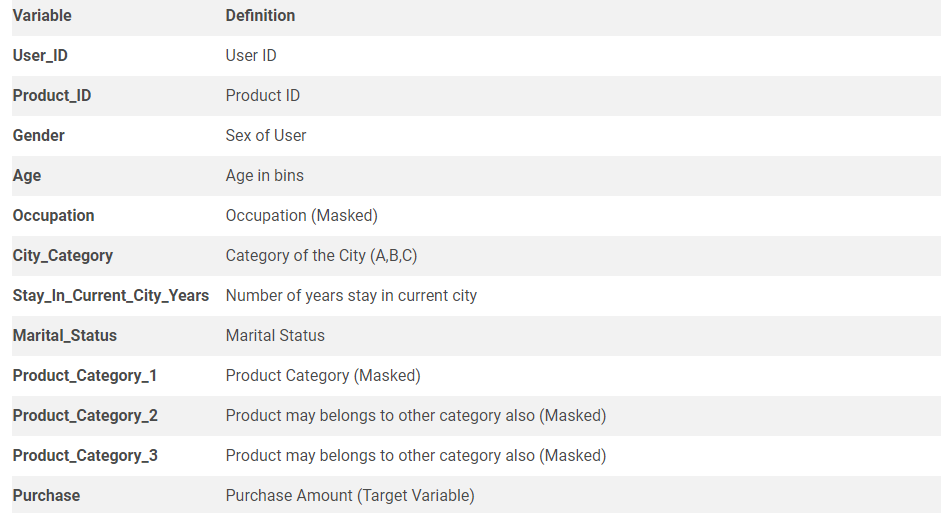 Variable Definition
User_ID User ID
Product_ID Product ID
Gender Sex of User
Age Age in bins
Occupation Occupation (Masked)
City_Category Category of the City (A,B,C)
Stay_In_Current_City_Years Number of years stay in current city
Marital_Status Marital Status
Product_Category_1 Product Category (Masked)
Product_Category_2 Product may belongs to other category also (Masked)
Product_Category_3 Product may belongs to other category also (Masked)
Purchase Purchase Amount (Target Variable)